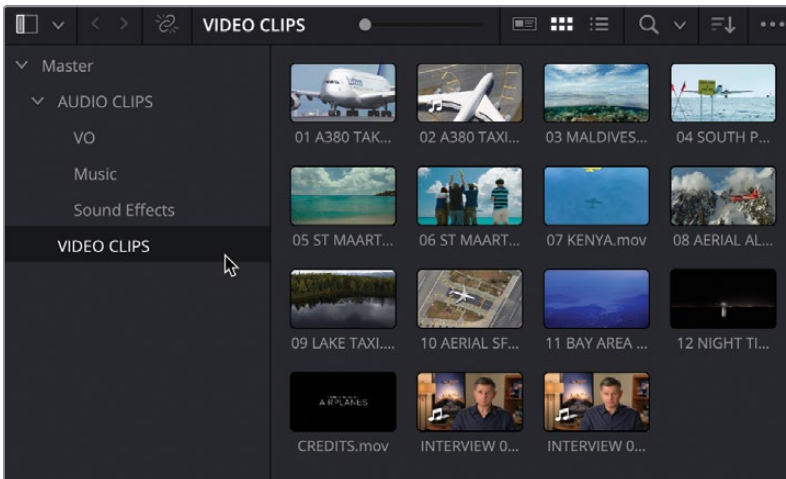 VIDEO CLIPS
Master
AUDIO CLIPS
VO
Music
Sound Effects
VIDEO CLIPS
01 A380 TAK...
02 A380 TAXI...
03 MALDIVES...
04 SOUTH P...
05 ST MAART...
06 ST MAART...
07 KENYA.mov
08 AERIAL AL...
09 LAKE TAXI....
10 AERIAL SF...
11 BAY AREA ...
12 NIGHT TI...
AIRPLANES
CREDITS.mov
INTERVIEW 0...
INTERVIEW 0...